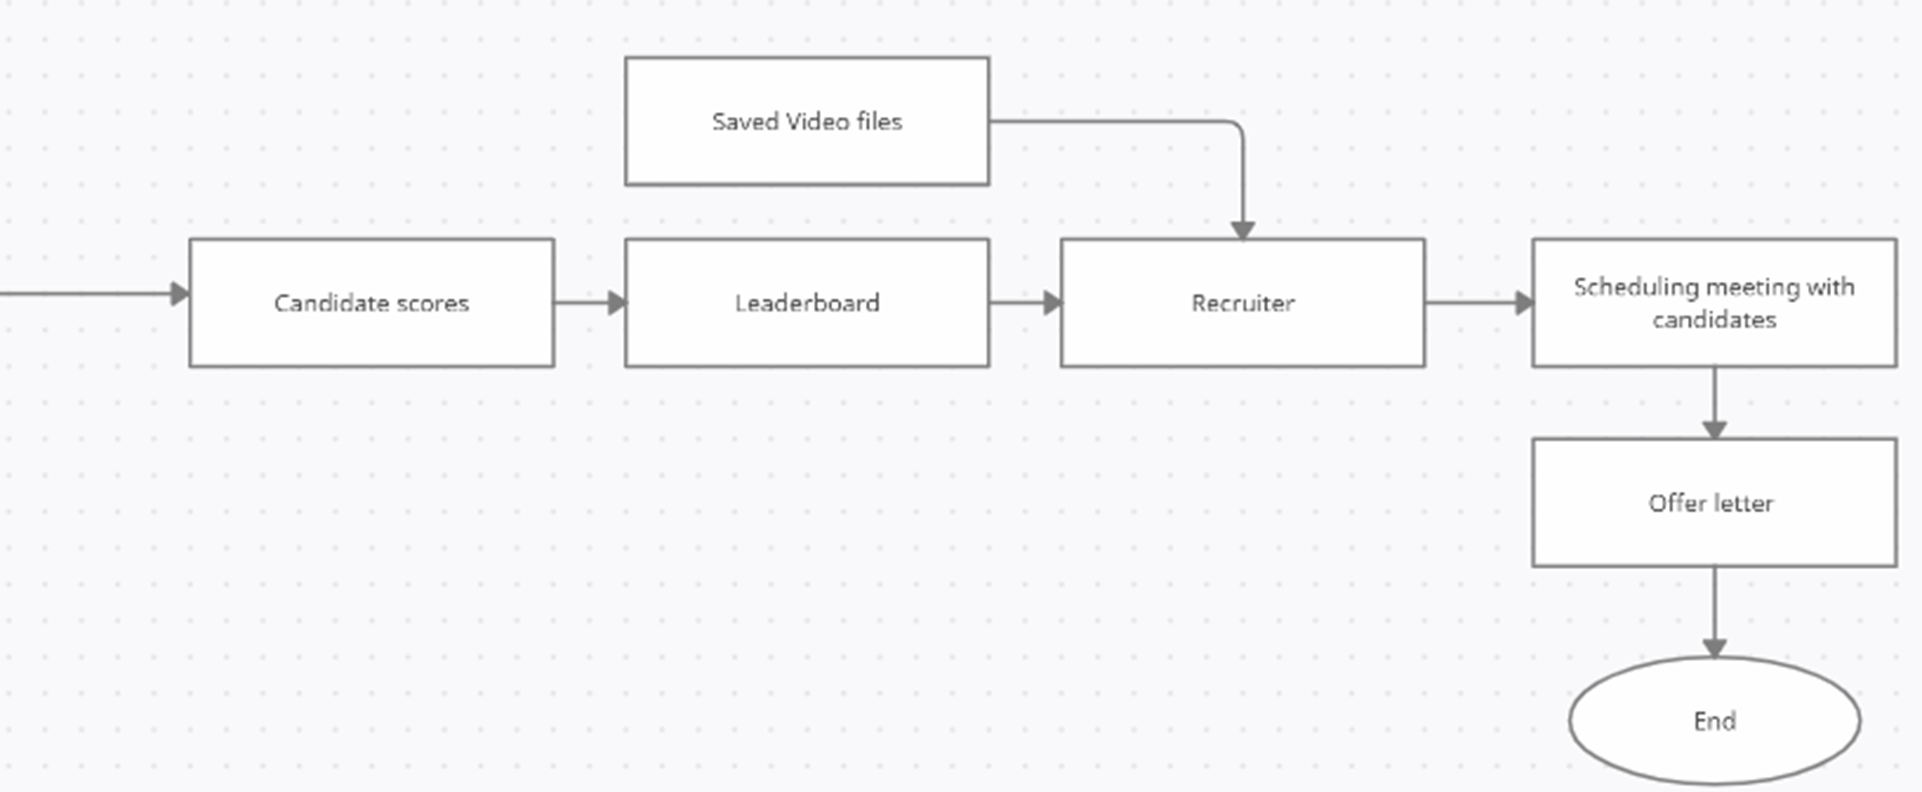 Saved Video files
Candidate scores
Leaderboard
Recruiter
Scheduling meeting with
candidates
Offer letter
End